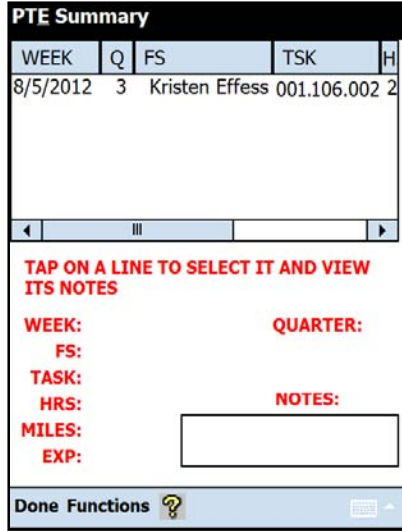 PTE Summary
WEEK Q FS TSK H
8/5/2012 3 Kristen Effess 001.106.002 2
TAP ON A LINE TO SELECT IT AND VIEW
ITS NOTES
WEEK: QUARTER:
FS:
TASK:
HRS: NOTES:
MILES:
EXP:
Done Functions ?